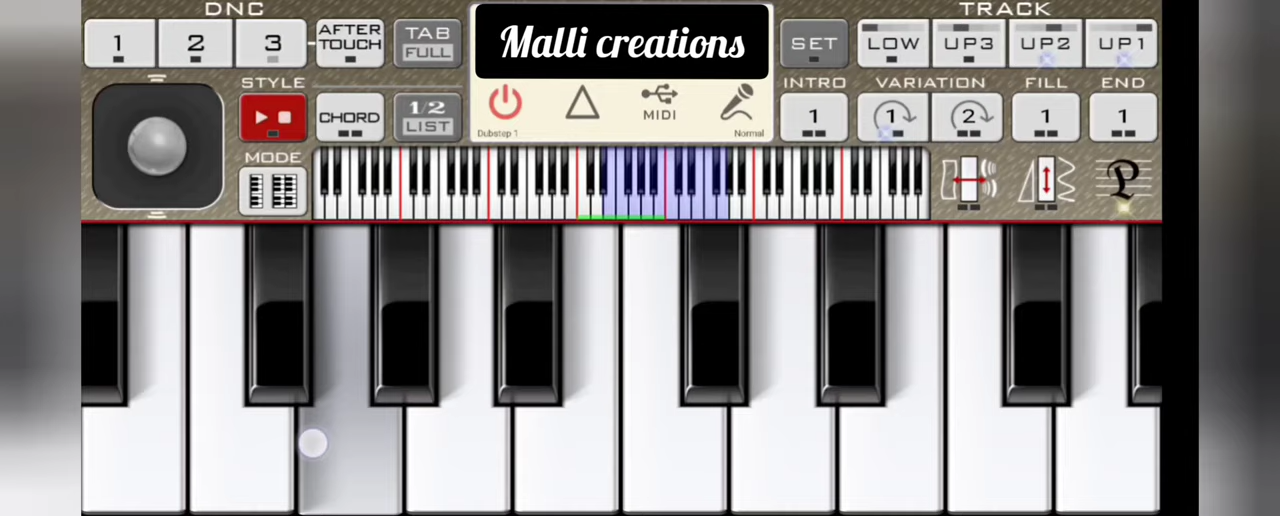 DNC
TRACK
1
2
3
AFTER
TOUCH
TAB
FULL
Malli creations
SET
LOW
UP3
UP2
UP1
STYLE
INTRO
VARIATION
FILL
END
CHORD
1/2
LIST
MIDI
Dubstep 1
Normal
1
1
2
1
1
MODE
P